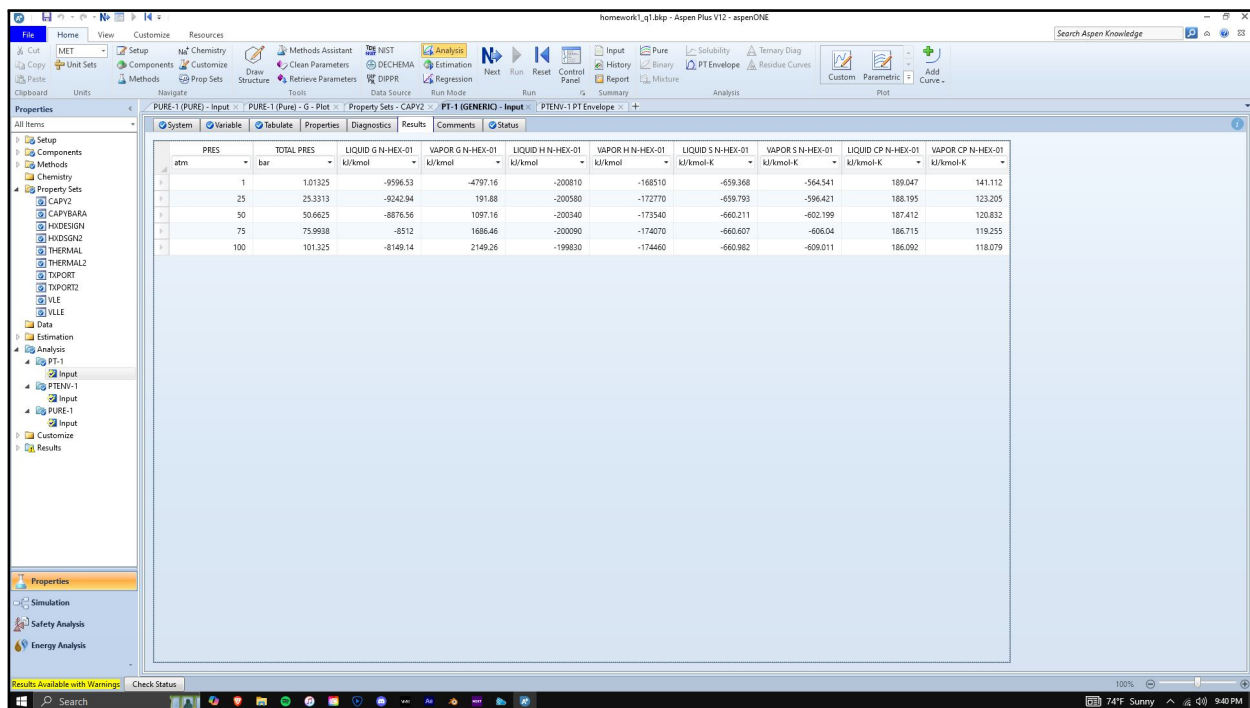 homework1_q1.bkp - Aspen Plus V12 - aspenONE
File Home View Customize Resources Search Aspen Knowledge
Cut MET Setup Na+ Chemistry Methods Assistant NIST Analysis Input Pure Solubility Ternary Diag
Copy Unit Sets Components Customize Clean Parameters DECHEMA Estimation History Binary PT Envelope Residue Curves
Paste Methods Prop Sets Draw Structure Retrieve Parameters DIPPR Regression Next Run Reset Control Panel Report Mixture Custom Parametric Add Curve
Clipboard Units Navigate Tools Data Source Run Mode Run Summary Analysis Plot
Properties PURE-1 (PURE) - Input PURE-1 (Pure) - G - Plot Property Sets - CAPY2 PT-1 (GENERIC) - Input PTENV-1 PT Envelope +
All Items System Variable Tabulate Properties Diagnostics Results Comments Status
Setup
Components
Methods
Chemistry
Property Sets
CAPY2
CAPYBARA
HXDESIGN
HXDSGN2
THERMAL
THERMAL2
TXPORT
TXPORT2
VLE
VLLE
Data
Estimation
Analysis
PT-1
Input
PTENV-1
Input
PURE-1
Input
Customize
Results
PRES TOTAL PRES LIQUID G N-HEX-01 VAPOR G N-HEX-01 LIQUID H N-HEX-01 VAPOR H N-HEX-01 LIQUID S N-HEX-01 VAPOR S N-HEX-01 LIQUID CP N-HEX-01 VAPOR CP N-HEX-01
atm bar kJ/kmol kJ/kmol kJ/kmol kJ/kmol kJ/kmol-K kJ/kmol-K kJ/kmol-K kJ/kmol-K
1 1.01325 -9596.53 -4797.16 -200810 -168510 -659.368 -564.541 189.047 141.112
25 25.3313 -9242.94 191.88 -200580 -172770 -659.793 -596.421 188.195 123.205
50 50.6625 -8876.56 1097.16 -200340 -173540 -660.211 -602.199 187.412 120.832
75 75.9938 -8512 1686.46 -200090 -174070 -660.607 -606.04 186.715 119.255
100 101.325 -8149.14 2149.26 -199830 -174460 -660.982 -609.011 186.092 118.079
Properties
Simulation
Safety Analysis
Energy Analysis
Results Available with Warnings Check Status 100%
Search 74°F Sunny 9:40 PM